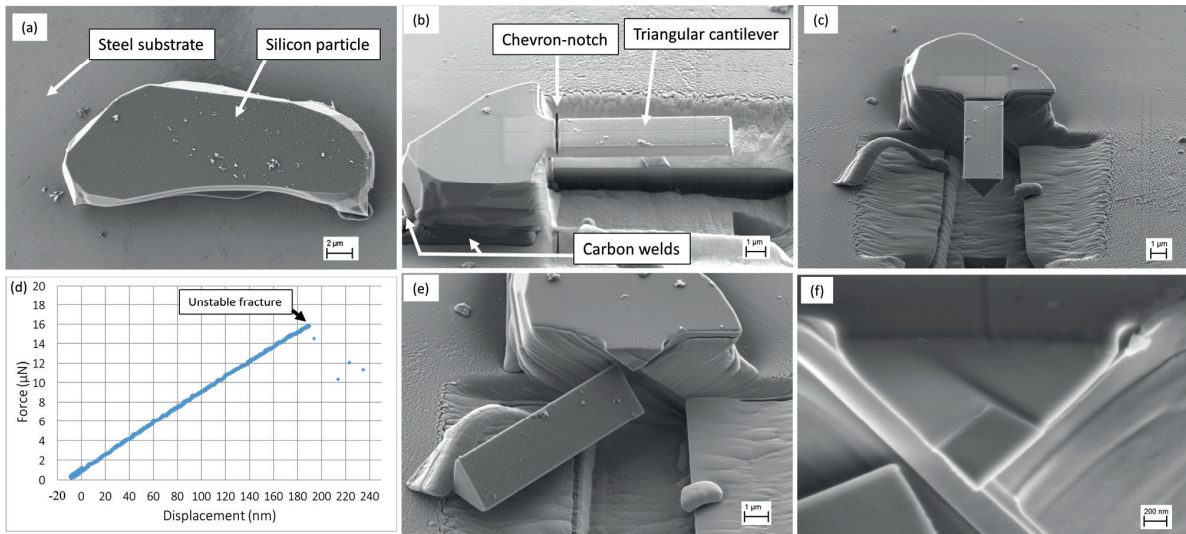 (a)
Steel substrate
Silicon particle
2 µm
(b)
Chevron-notch
Triangular cantilever
Carbon welds
1 µm
(c)
1 µm
(d)
Unstable fracture
Force (µN)
20
18
16
14
12
10
8
6
4
2
0
-20 0 20 40 60 80 100 120 140 160 180 200 220 240
Displacement (nm)
(e)
1 µm
(f)
200 nm